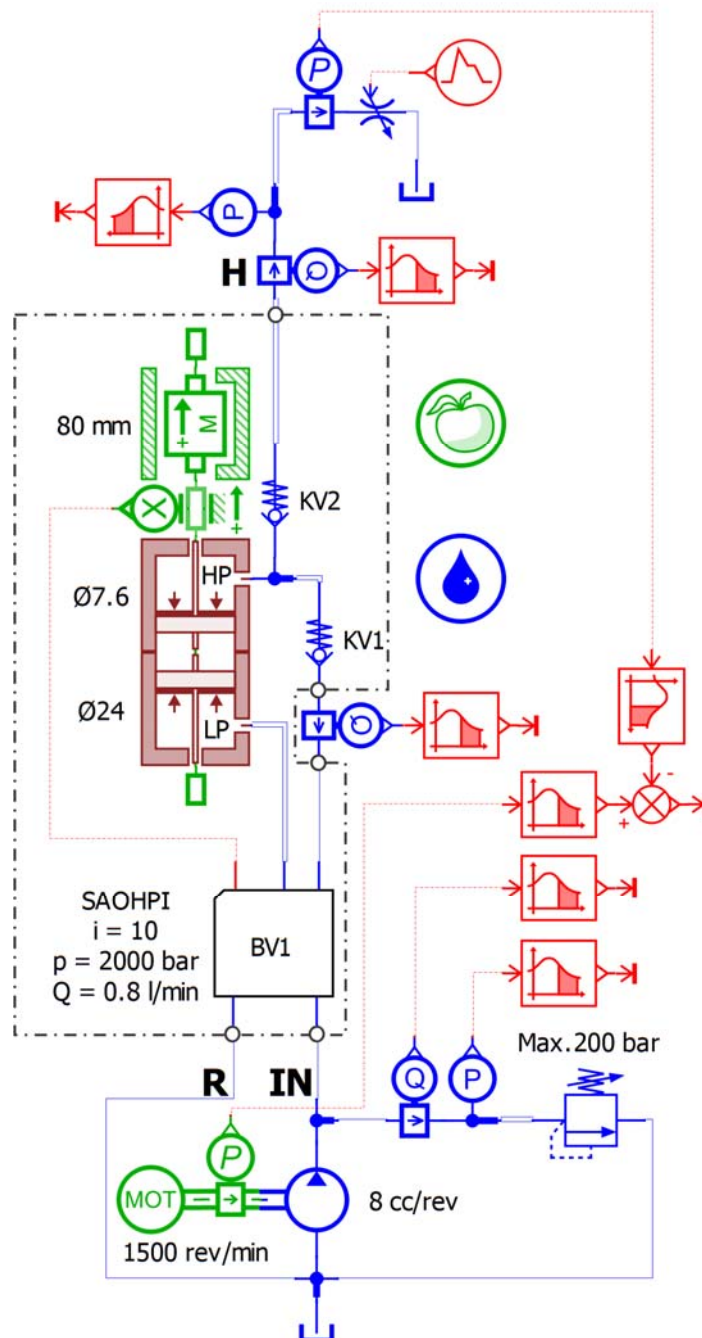 P
P
H
Q
80 mm
M
+
+
X
KV2
HP
Ø7.6
KV1
Ø24
Q
LP
-
+
SAOHPI
i = 10
p = 2000 bar
Q = 0.8 l/min
BV1
Max.200 bar
R IN
Q
P
P
MOT
8 cc/rev
1500 rev/min